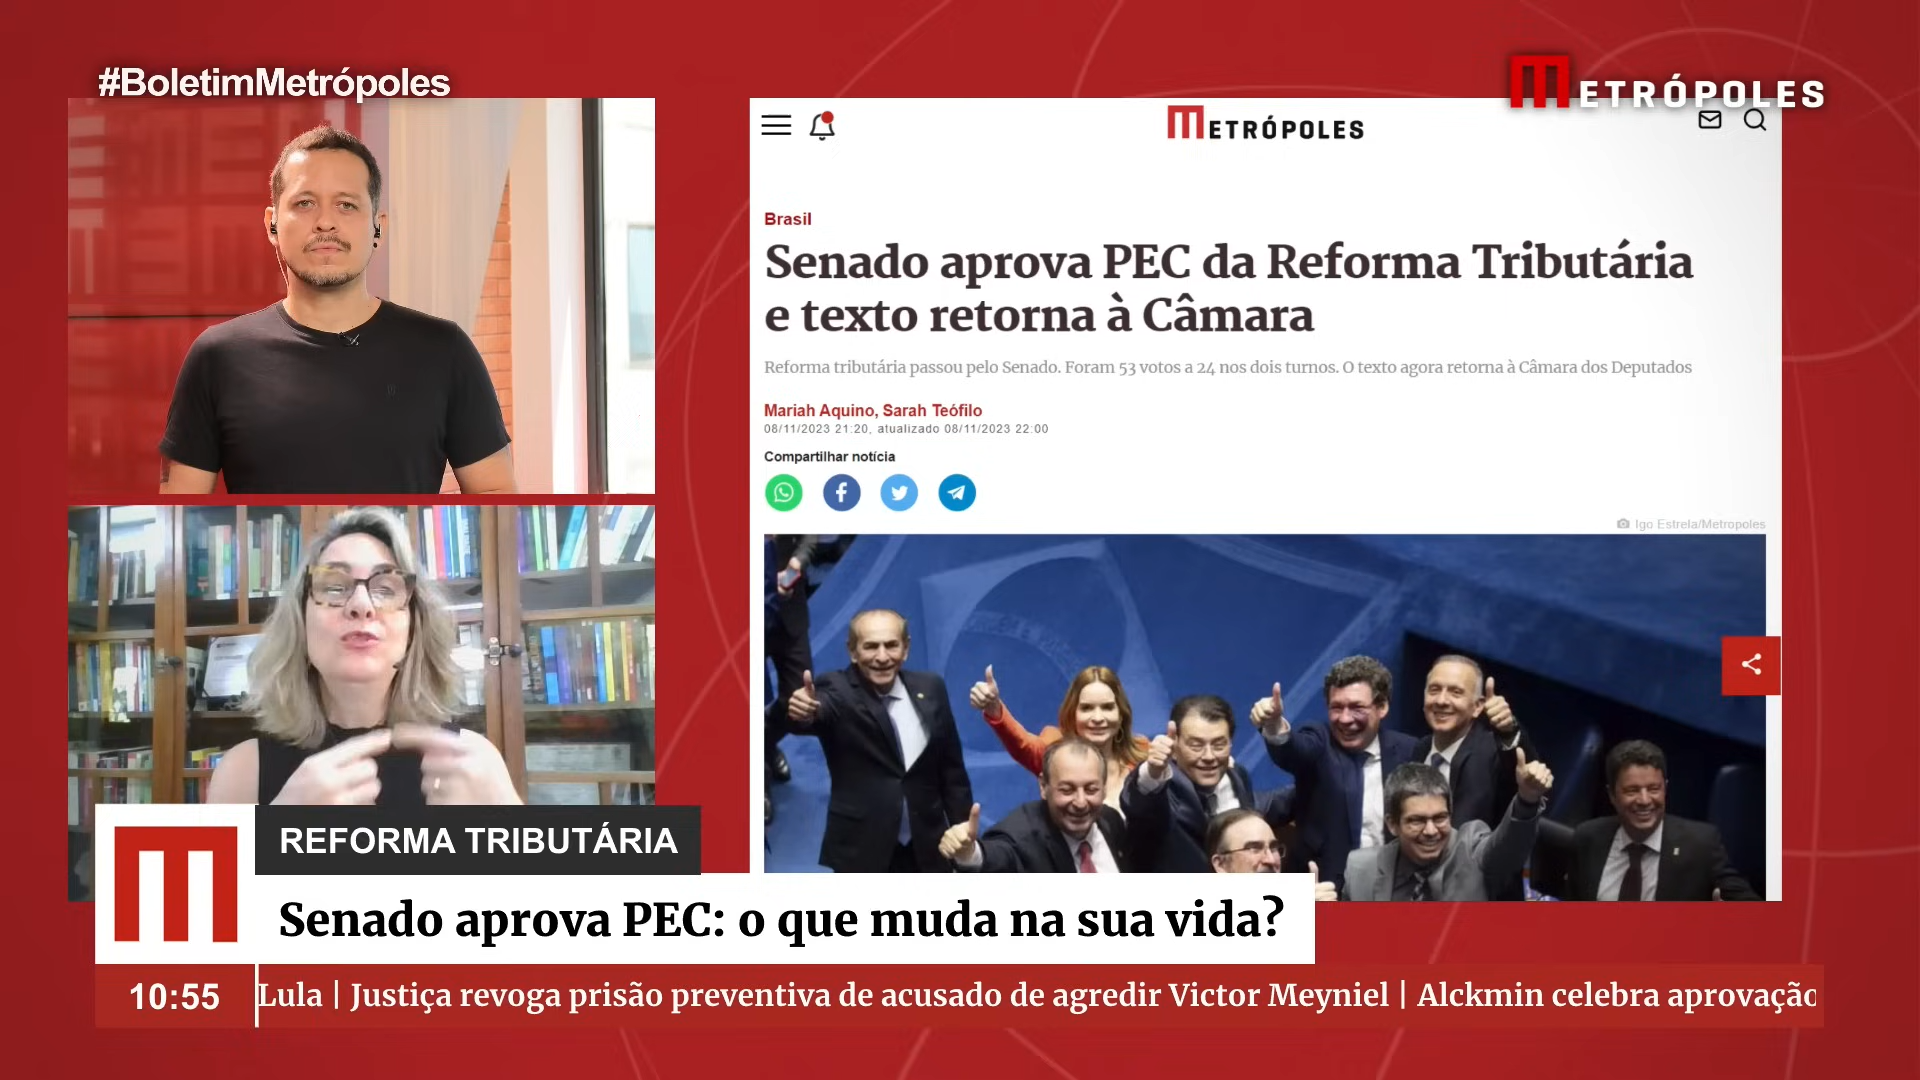 #BoletimMetrópoles
METRÓPOLES
METRÓPOLES
Brasil
Senado aprova PEC da Reforma Tributária
e texto retorna à Câmara
Reforma tributária passou pelo Senado. Foram 53 votos a 24 nos dois turnos. O texto agora retorna à Câmara dos Deputados
Mariah Aquino, Sarah Teófilo
08/11/2023 21:20, atualizado 08/11/2023 22:00
Compartilhar notícia
Igo Estrela/Metropoles
REFORMA TRIBUTÁRIA
Senado aprova PEC: o que muda na sua vida?
10:55
Lula | Justiça revoga prisão preventiva de acusado de agredir Victor Meyniel | Alckmin celebra aprovação